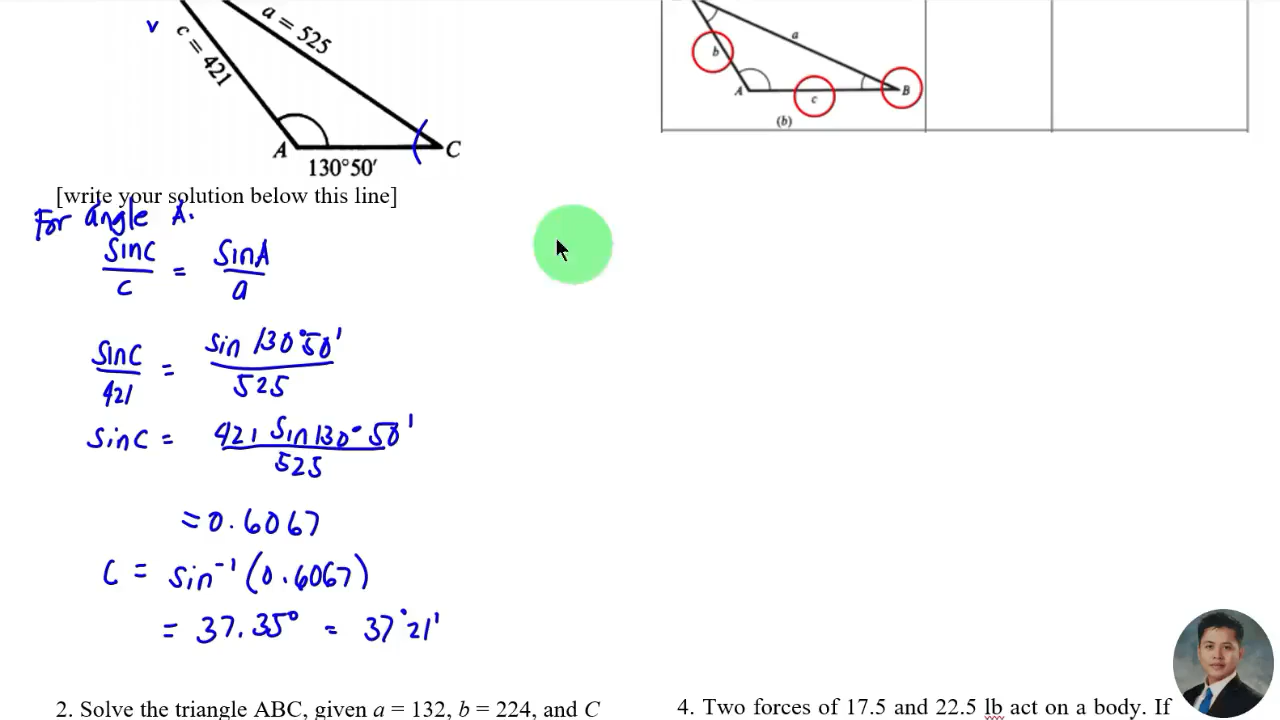 v
c = 421
a = 525
A
C
130°50'
[write your solution below this line]
For angle A.
sinC / c = sinA / a
sinC / 421 = sin 130°50' / 525
sinC = 421 sin130°50' / 525
= 0.6067
C = sin⁻¹ (0.6067)
= 37.35° = 37°21'
2. Solve the triangle ABC, given a = 132, b = 224, and C
a
b
A
c
B
(b)
4. Two forces of 17.5 and 22.5 lb act on a body. If